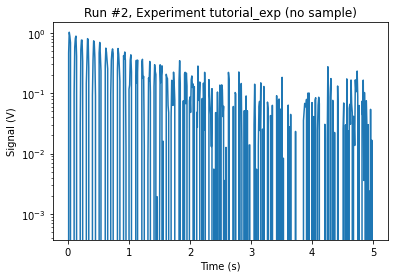 Run #2, Experiment tutorial_exp (no sample)
Signal (V)
10⁰
10⁻¹
10⁻²
10⁻³
0 1 2 3 4 5
Time (s)